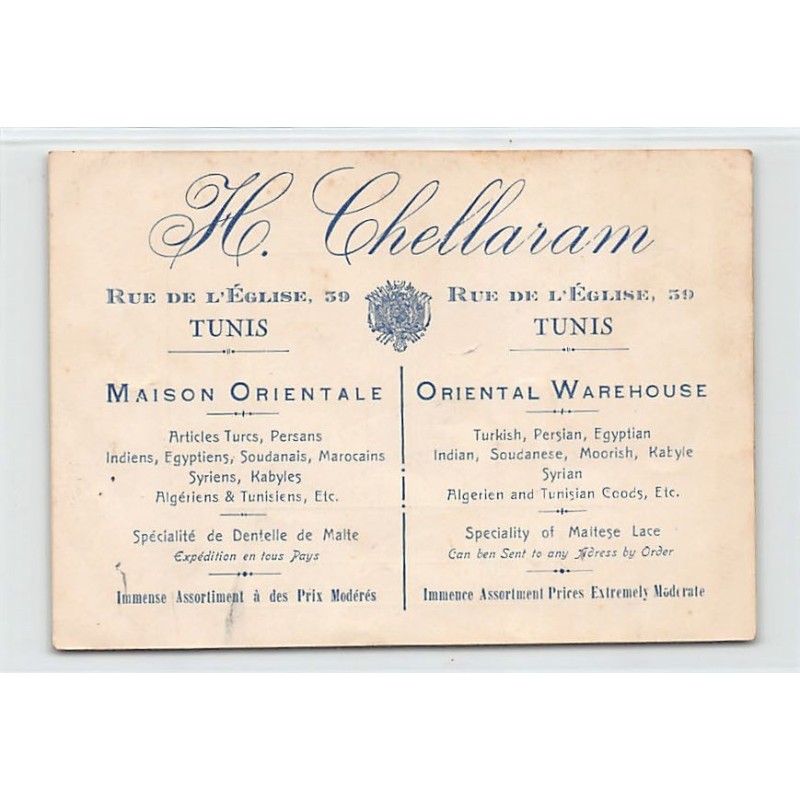 H. Chellaram
Rue de l'Église, 39
TUNIS
Maison Orientale
Articles Turcs, Persans
Indiens, Egyptiens, Soudanais, Marocains
Syriens, Kabyles
Algériens & Tunisiens, Etc.
Spécialité de Dentelle de Malte
Expédition en tous Pays
Immense Assortiment à des Prix Modérés
Rue de l'Église, 39
TUNIS
Oriental Warehouse
Turkish, Persian, Egyptian
Indian, Soudanese, Moorish, Kabyle
Syrian
Algerien and Tunisian Goods, Etc.
Speciality of Maltese Lace
Can ben Sent to any Adress by Order
Immence Assortment Prices Extremely Moderate